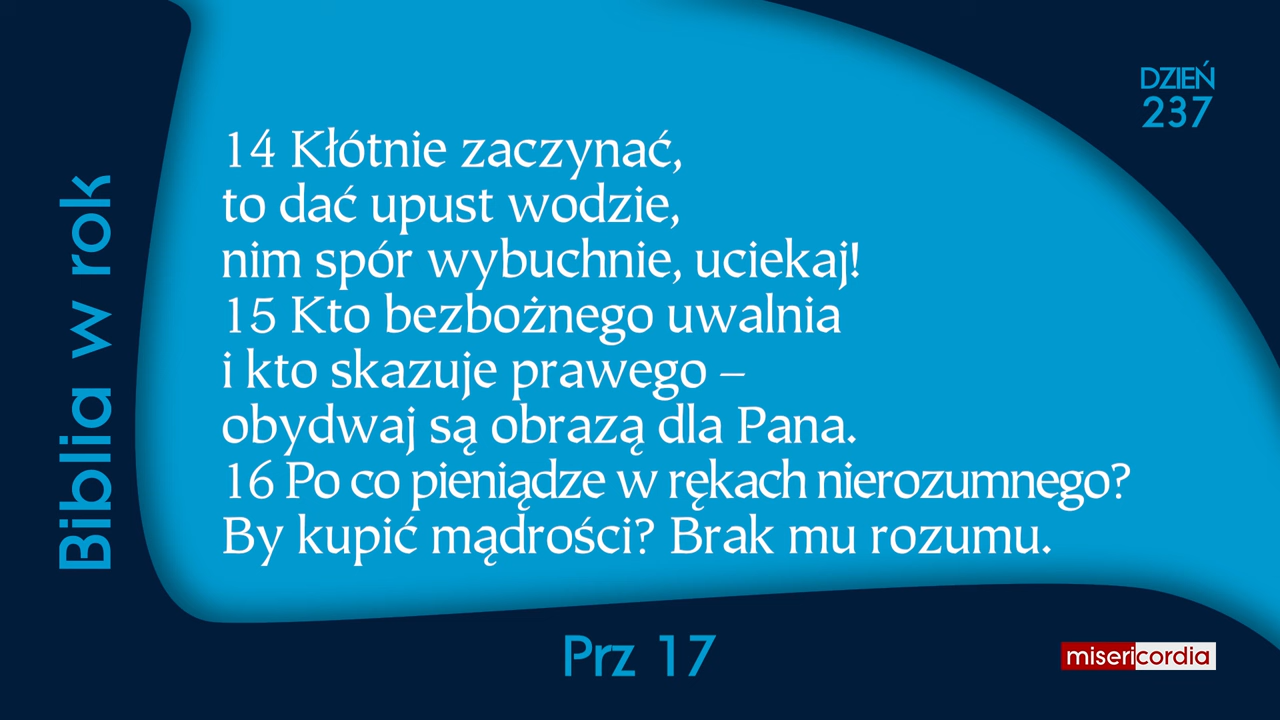 DZIEŃ
237
Biblia w rok
14 Kłótnie zaczynać,
to dać upust wodzie,
nim spór wybuchnie, uciekaj!
15 Kto bezbożnego uwalnia
i kto skazuje prawego –
obydwaj są obrazą dla Pana.
16 Po co pieniądze w rękach nierozumnego?
By kupić mądrości? Brak mu rozumu.
Prz 17
misericordia